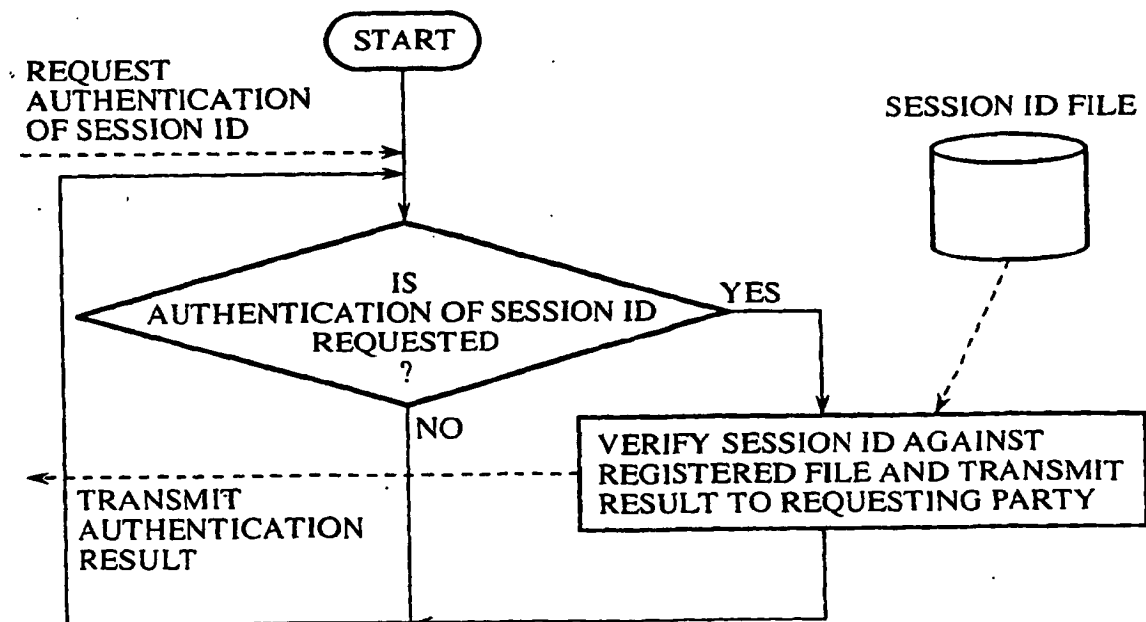 START
REQUEST
AUTHENTICATION
OF SESSION ID
SESSION ID FILE
IS
AUTHENTICATION OF SESSION ID
REQUESTED
?
YES
NO
VERIFY SESSION ID AGAINST
REGISTERED FILE AND TRANSMIT
RESULT TO REQUESTING PARTY
TRANSMIT
AUTHENTICATION
RESULT